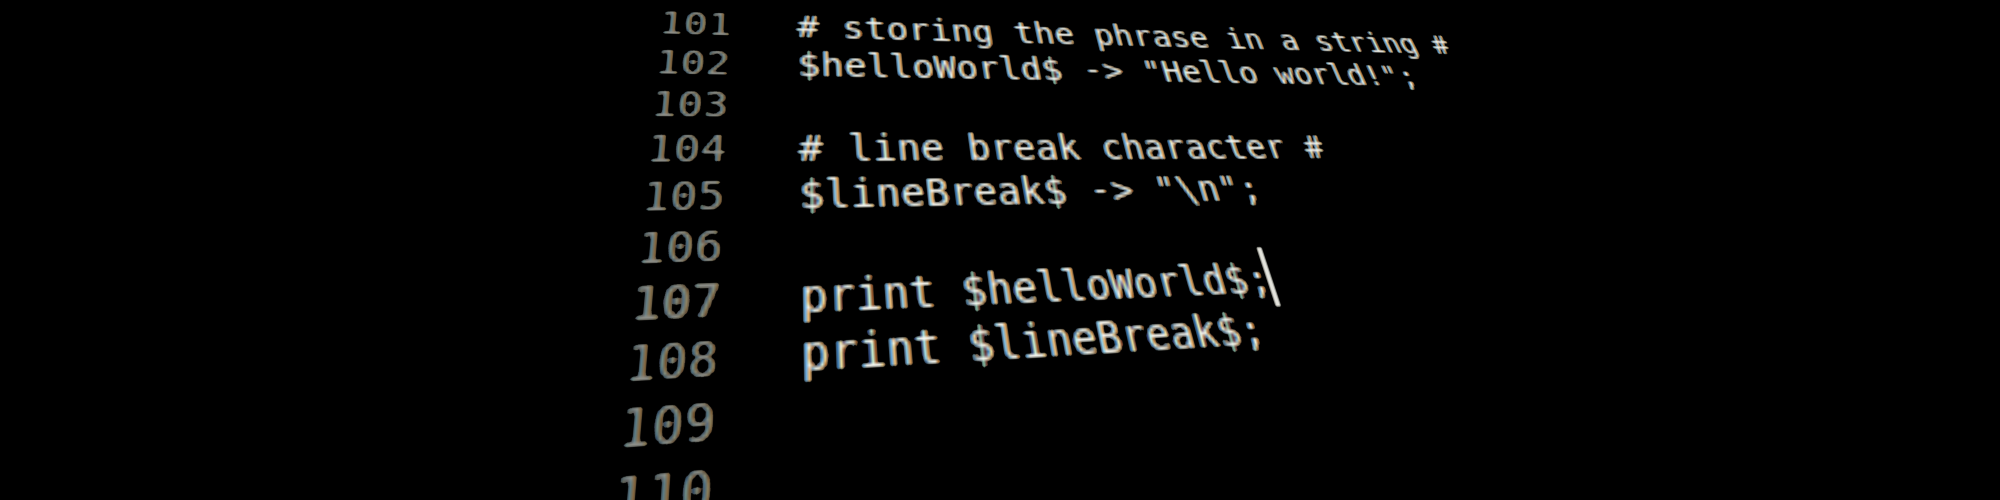 101 # storing the phrase in a string #
102 $helloWorld$ -> "Hello world!";
103
104 # line break character #
105 $lineBreak$ -> "\n";
106
107 print $helloWorld$;
108 print $lineBreak$;
109
110